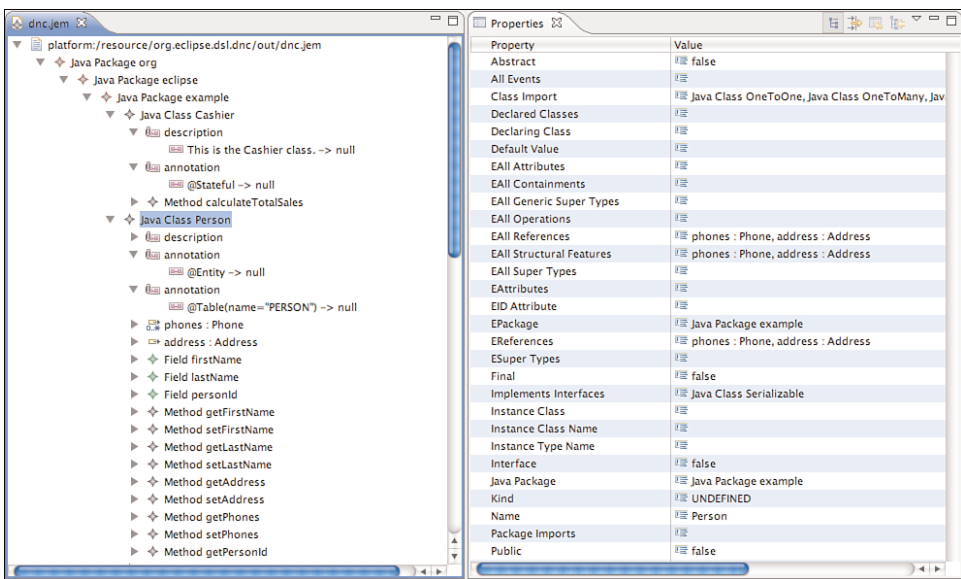 dnc.jem
platform:/resource/org.eclipse.dsl.dnc/out/dnc.jem
Java Package org
Java Package eclipse
Java Package example
Java Class Cashier
description
This is the Cashier class. -> null
annotation
@Stateful -> null
Method calculateTotalSales
Java Class Person
description
annotation
@Entity -> null
annotation
@Table(name="PERSON") -> null
phones : Phone
address : Address
Field firstName
Field lastName
Field personId
Method getFirstName
Method setFirstName
Method getLastName
Method setLastName
Method getAddress
Method setAddress
Method getPhones
Method setPhones
Method getPersonId
Properties
Property Value
Abstract false
All Events
Class Import Java Class OneToOne, Java Class OneToMany, Jav
Declared Classes
Declaring Class
Default Value
EAll Attributes
EAll Containments
EAll Generic Super Types
EAll Operations
EAll References phones : Phone, address : Address
EAll Structural Features phones : Phone, address : Address
EAll Super Types
EAttributes
EID Attribute
EPackage Java Package example
EReferences phones : Phone, address : Address
ESuper Types
Final false
Implements Interfaces Java Class Serializable
Instance Class
Instance Class Name
Instance Type Name
Interface false
Java Package Java Package example
Kind UNDEFINED
Name Person
Package Imports
Public false